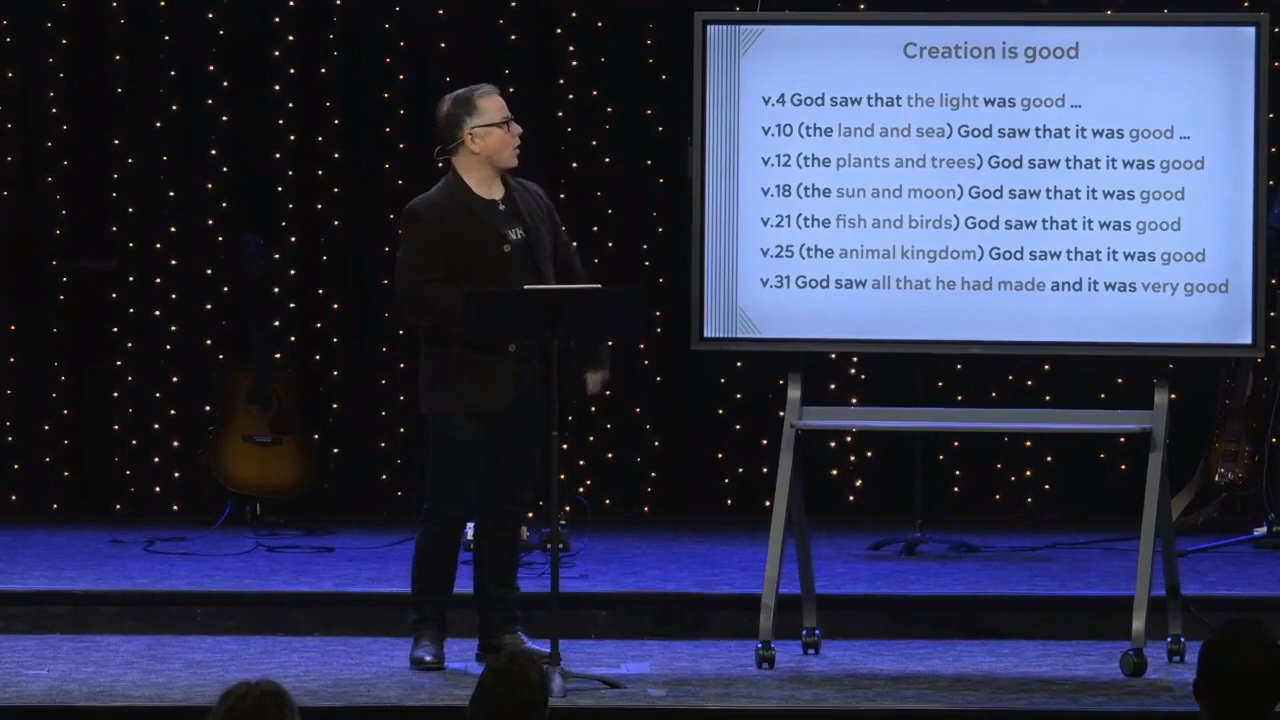 Creation is good
v.4 God saw that the light was good ...
v.10 (the land and sea) God saw that it was good ...
v.12 (the plants and trees) God saw that it was good
v.18 (the sun and moon) God saw that it was good
v.21 (the fish and birds) God saw that it was good
v.25 (the animal kingdom) God saw that it was good
v.31 God saw all that he had made and it was very good